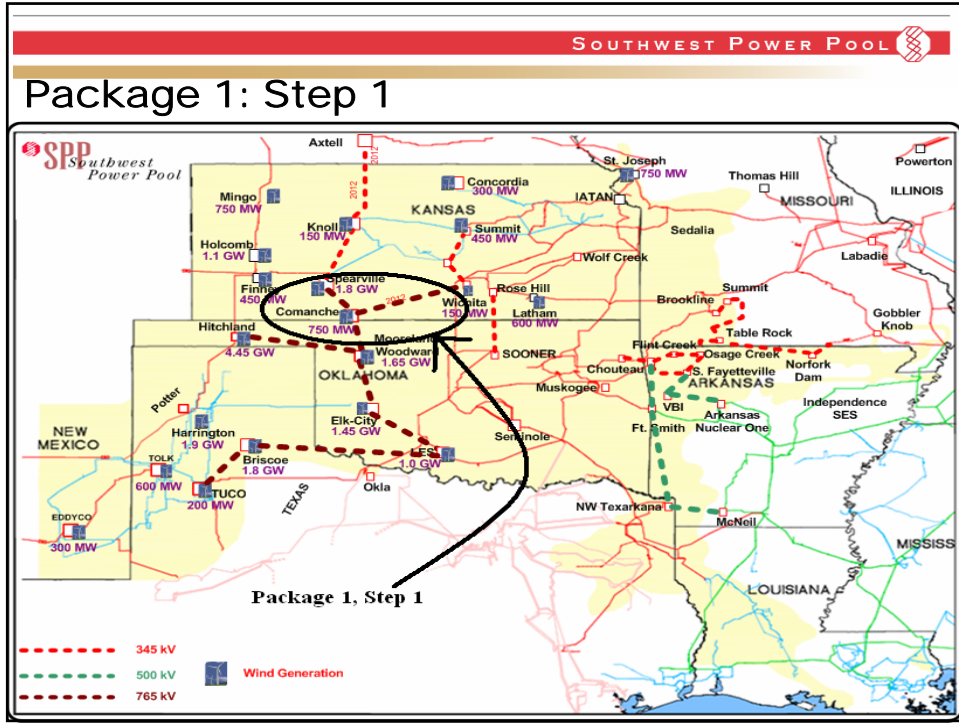 SOUTHWEST POWER POOL
Package 1: Step 1
SPP Southwest
Power Pool
Axtell
2012
2012
St. Joseph
750 MW
Powerton
Thomas Hill
ILLINOIS
MISSOURI
Concordia
300 MW
Mingo
750 MW
IATAN
KANSAS
Knoll
150 MW
Summit
450 MW
Sedalia
Holcomb
1.1 GW
Wolf Creek
Labadie
Finney
450 MW
Spearville
1.8 GW
Rose Hill
Summit
2012
Wichita
150 MW
Latham
600 MW
Brookline
Comanche
750 MW
Gobbler
Knob
Hitchland
4.45 GW
Mooreland
Woodward
1.65 GW
Table Rock
Flint Creek
SOONER
Osage Creek
Norfork
Dam
OKLAHOMA
Chouteau
S. Fayetteville
ARKANSAS
Muskogee
Potter
VBI
Independence
SES
Elk-City
1.45 GW
Arkansas
Nuclear One
Harrington
1.9 GW
Ft. Smith
NEW
MEXICO
Seminole
LES
1.0 GW
Briscoe
1.8 GW
TOLK
600 MW
Okla
TUCO
200 MW
TEXAS
NW Texarkana
McNeil
EDDYCO
300 MW
MISSISS
Package 1, Step 1
LOUISIANA
345 kV
500 kV
765 kV
Wind Generation